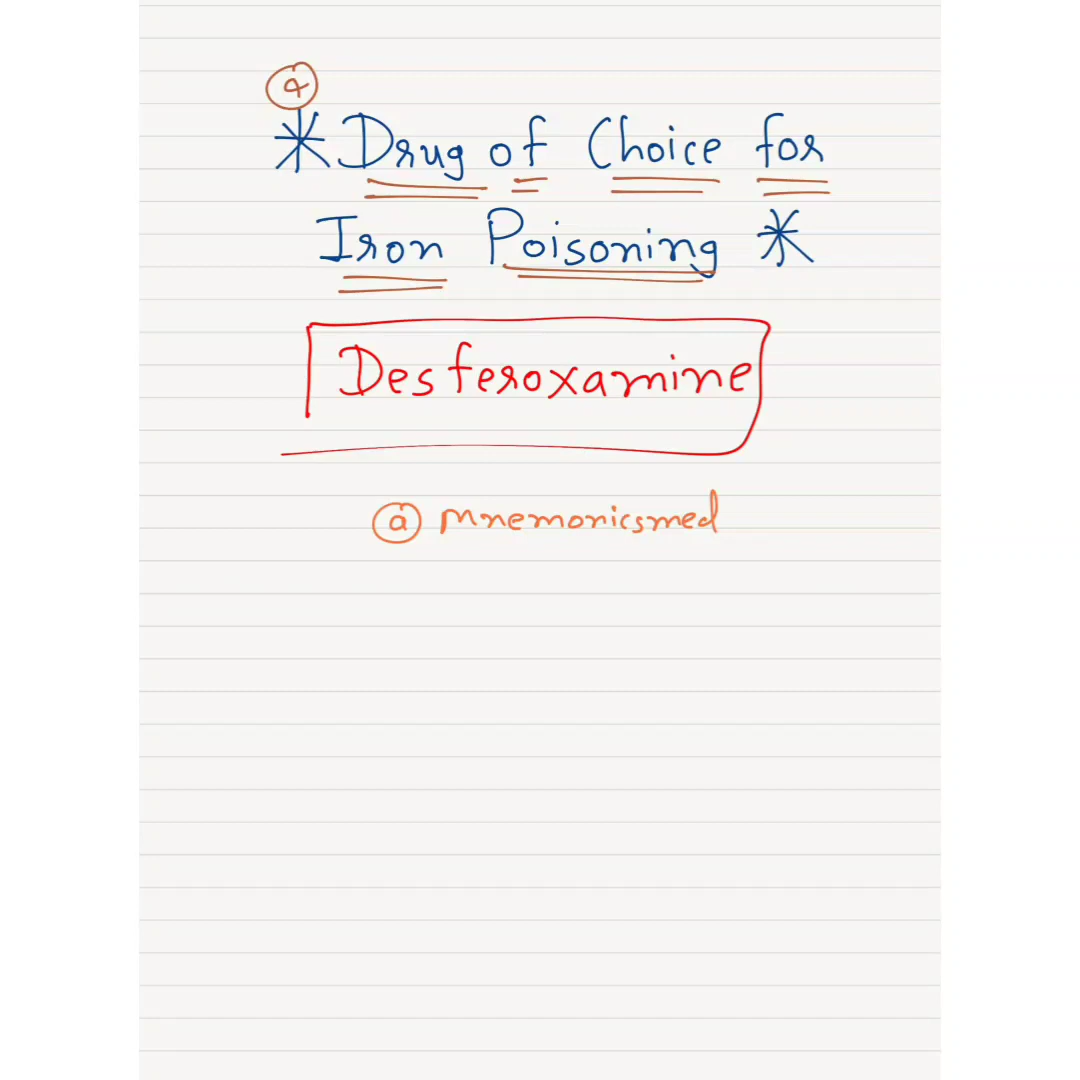 4
* Drug of Choice for
Iron Poisoning *
Desferoxamine
@ mnemonicsmed